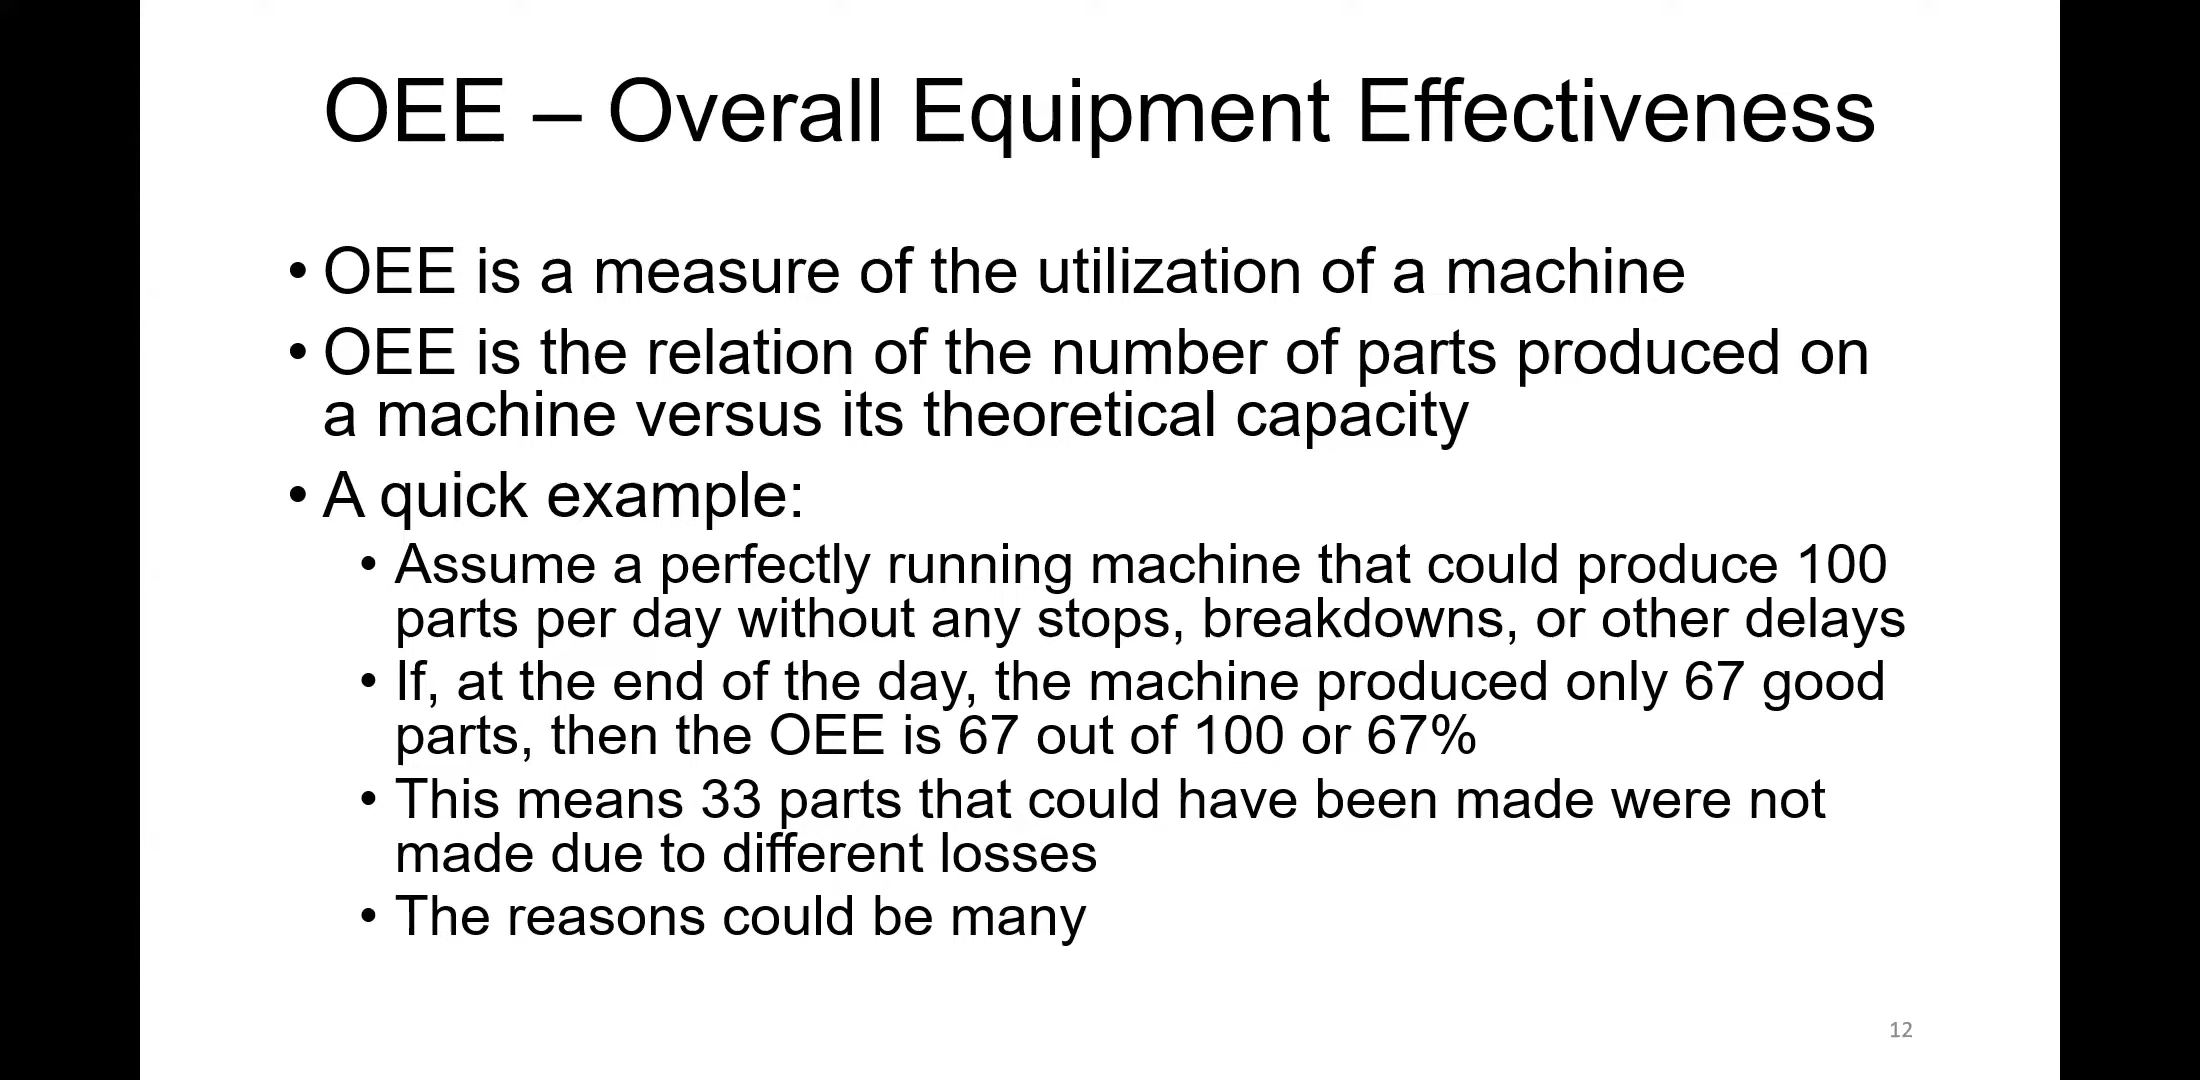 OEE – Overall Equipment Effectiveness
• OEE is a measure of the utilization of a machine
• OEE is the relation of the number of parts produced on
a machine versus its theoretical capacity
• A quick example:
• Assume a perfectly running machine that could produce 100
parts per day without any stops, breakdowns, or other delays
• If, at the end of the day, the machine produced only 67 good
parts, then the OEE is 67 out of 100 or 67%
• This means 33 parts that could have been made were not
made due to different losses
• The reasons could be many
12